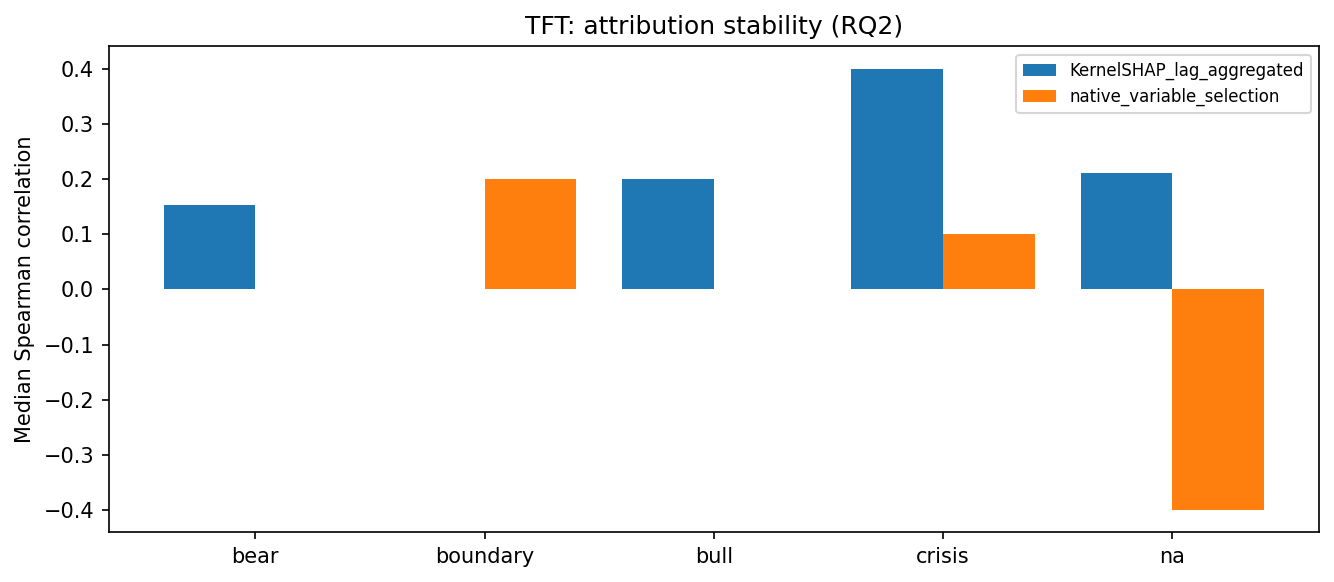 TFT: attribution stability (RQ2)
KernelSHAP_lag_aggregated
native_variable_selection
Median Spearman correlation
0.4
0.3
0.2
0.1
0.0
−0.1
−0.2
−0.3
−0.4
bear
boundary
bull
crisis
na